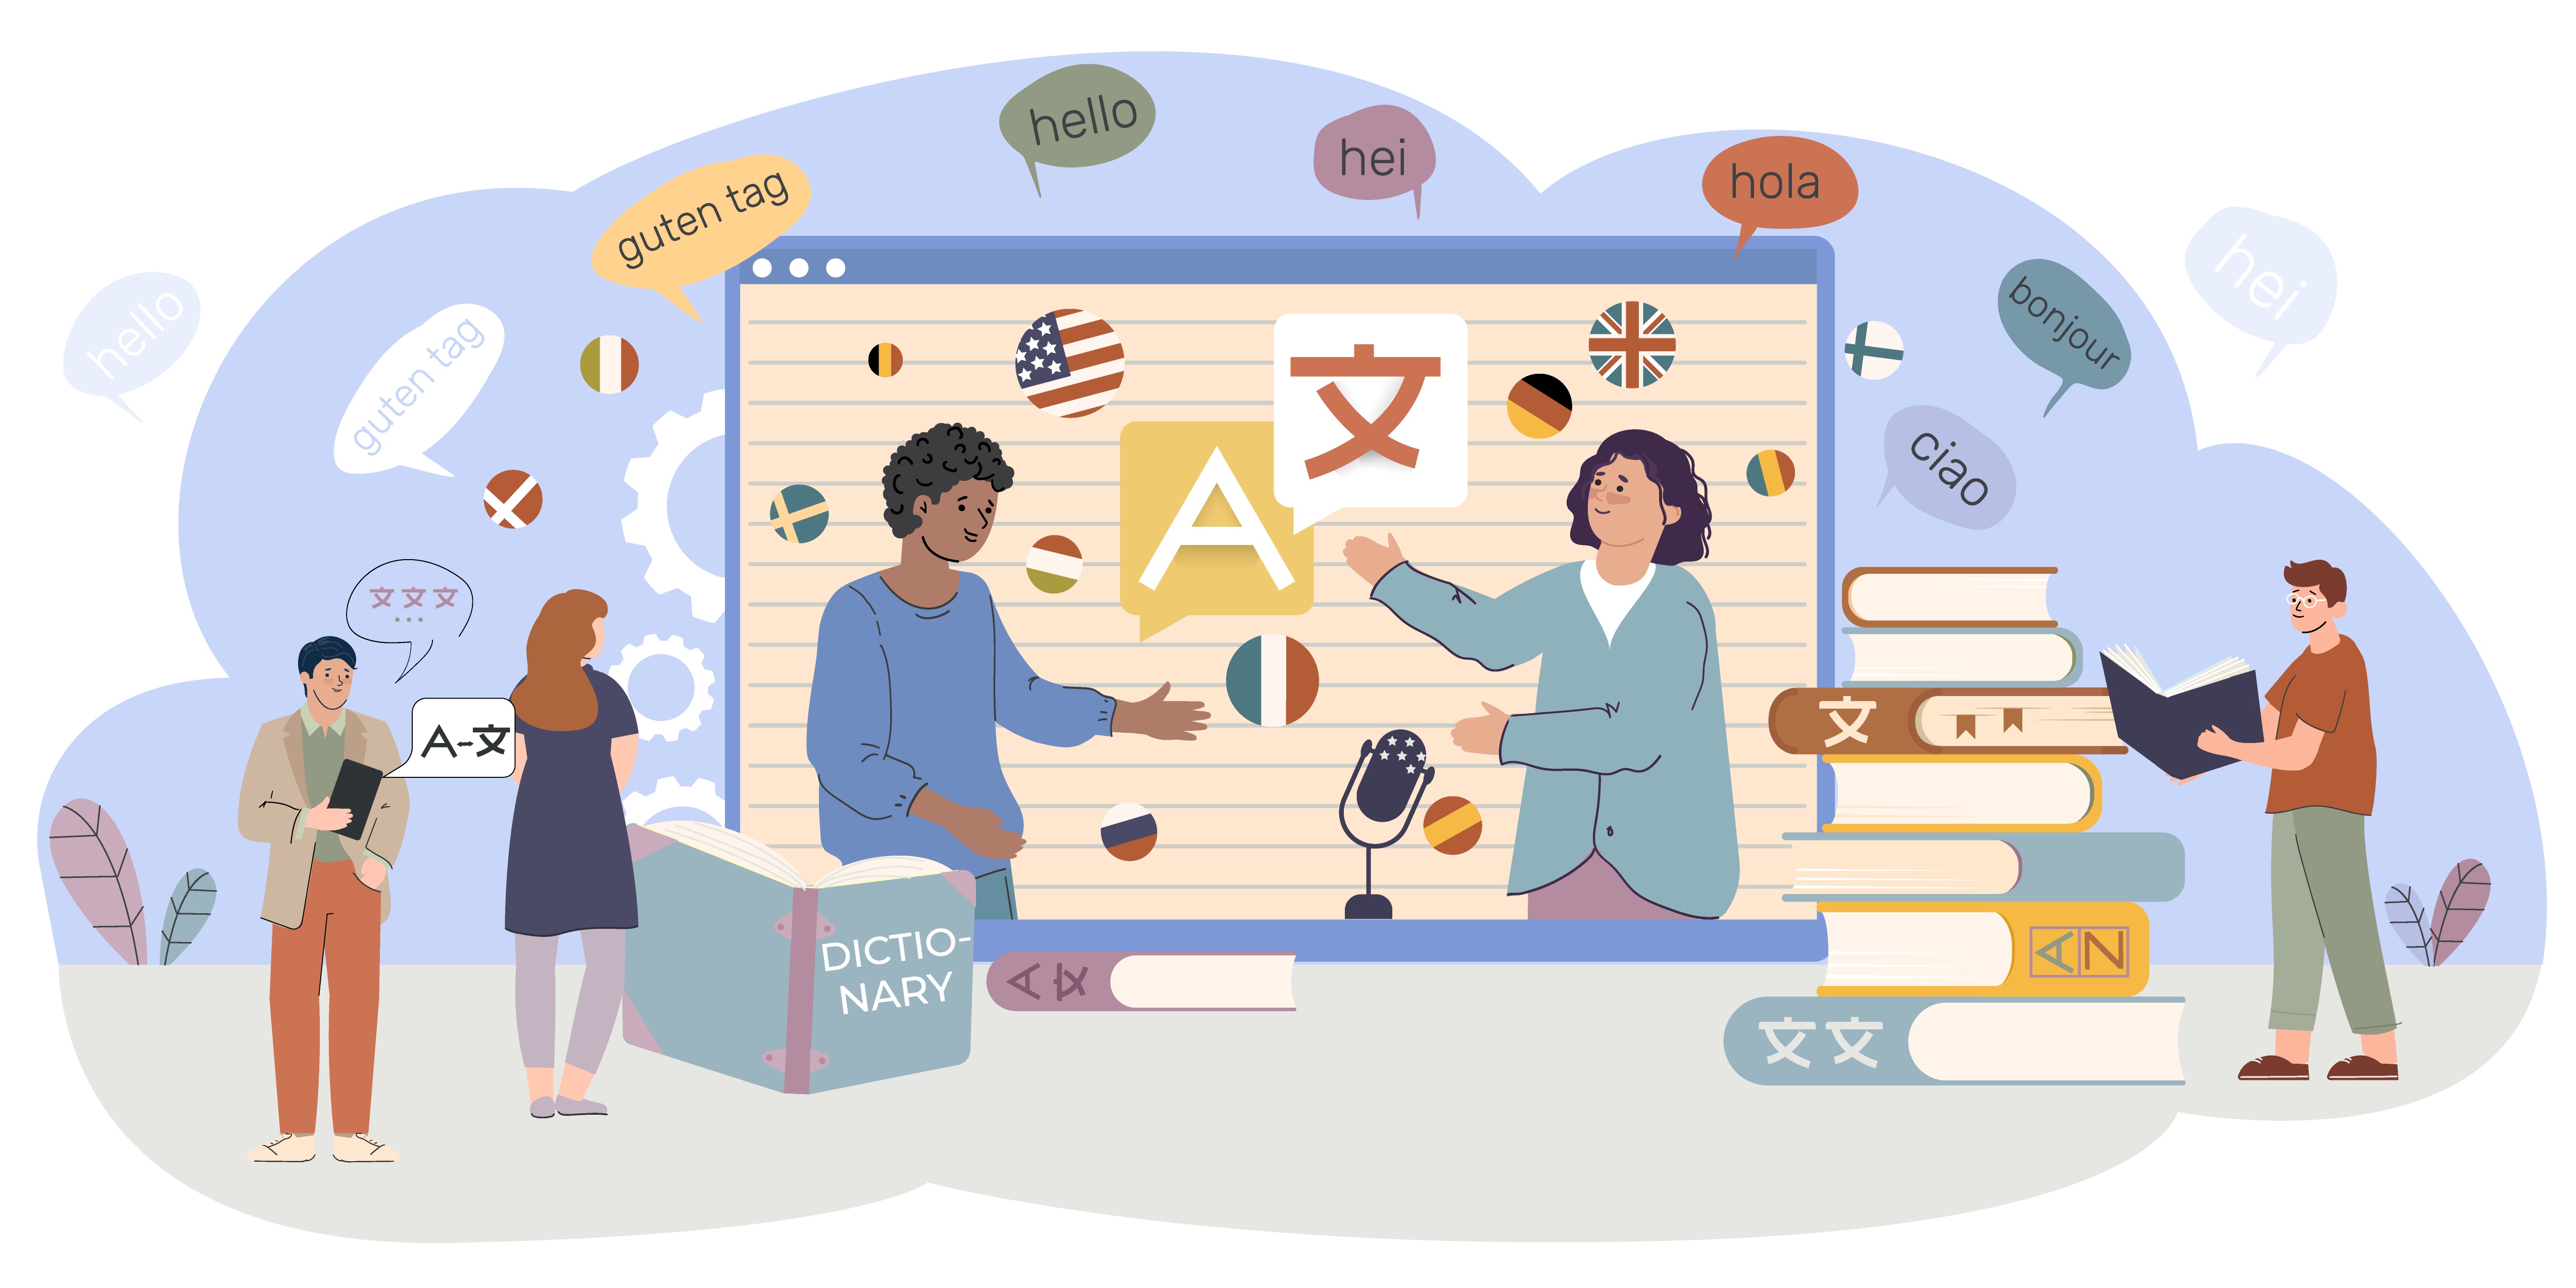 hello
hei
hola
guten tag
hei
hello
bonjour
guten tag
ciao
文
A
文文文
...
A↔文
文
DICTIO-
NARY
A文
AN
文文